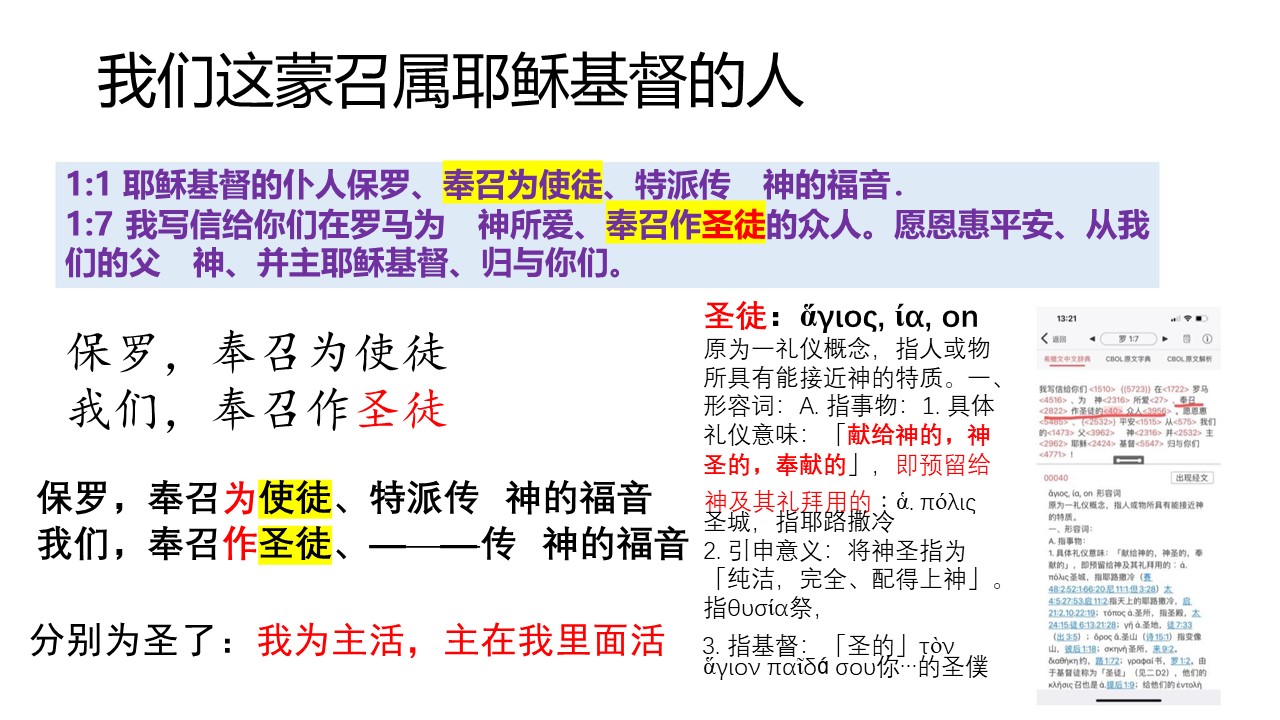 我们这蒙召属耶稣基督的人
1:1 耶稣基督的仆人保罗、奉召为使徒、特派传　神的福音．
1:7 我写信给你们在罗马为　神所爱、奉召作圣徒的众人。愿恩惠平安、从我
们的父　神、并主耶稣基督、归与你们。
保罗，奉召为使徒
我们，奉召作圣徒
保罗，奉召为使徒、特派传 神的福音
我们，奉召作圣徒、———传 神的福音
分别为圣了：我为主活，主在我里面活
圣徒：ἅγιος, ία, on
原为一礼仪概念，指人或物
所具有能接近神的特质。一、
形容词：A. 指事物：1. 具体
礼仪意味：「献给神的，神
圣的，奉献的」，即预留给
神及其礼拜用的：ἁ. πόλις
圣城，指耶路撒冷
2. 引申意义：将神圣指为
「纯洁，完全、配得上神」。
指θυσία祭，
3. 指基督：「圣的」τὸν
ἅγιον παῖδά σου你…的圣僕
13:21
返回 罗 1:7
希腊文中文辞典 CBOL原文字典 CBOL原文解析
我写信给你们 <1510> {(5723)} 在<1722> 罗马
<4516> 、为　神<2316> 所爱<27> 、奉召
<2822> 作圣徒的<40> 众人<3956> 。愿恩惠
<5485> 、{<2532>} 平安<1515> 从<575> 我们
的<1473> 父<3962> 　神<2316> 并<2532> 主
<2962> 耶稣<2424> 基督<5547> 归与你们
<4771> ！
00040 出现经文
ἅγιος, ία, on 形容词
原为一礼仪概念，指人或物所具有能接近神
的特质。
一、形容词：
A. 指事物：
1. 具体礼仪意味：「献给神的，神圣的，奉
献的」，即预留给神及其礼拜用的：ἁ.
πόλις圣城，指耶路撒冷（赛
48:2;52:1;66:20;尼11:1;但3:28）太
4:5;27:53.启11:2.指天上的耶路撒冷，启
21:2,10.22:19；τόπος ἁ.圣所，指圣殿，太
24:15.徒6:13.21:28；γῆ ἁ.圣地，徒7:33
（出3:5）；ὄρος ἁ.圣山（诗15:1）指变像
山，彼后1:18；σκηνὴ圣所，来9:2。
διαθήκη约，路1:72；γραφαί书，罗1:2。由
于基督徒称为「圣徒」（见二D2），他们的
κλῆσις召也是ἁ.提后1:9；给他们的ἐντολή